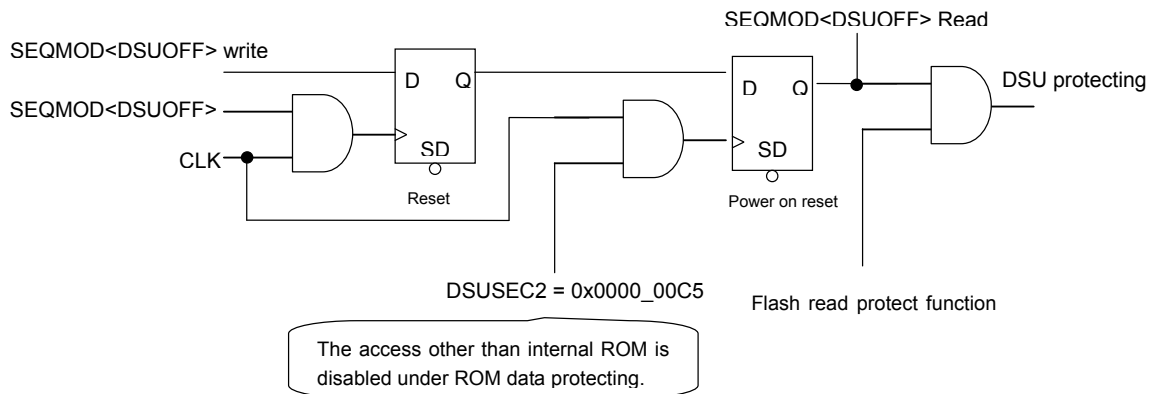 SEQMOD<DSUOFF> Read
SEQMOD<DSUOFF> write
D Q
D Q
DSU protecting
SEQMOD<DSUOFF>
SD
SD
CLK
Reset
Power on reset
DSUSEC2 = 0x0000_00C5
Flash read protect function
The access other than internal ROM is
disabled under ROM data protecting.